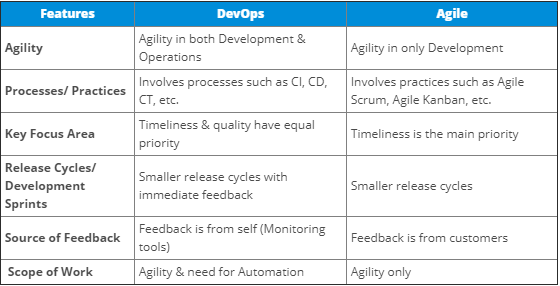 Features DevOps Agile
Agility
Agility in both Development &
Operations
Agility in only Development
Processes/ Practices
Involves processes such as CI, CD,
CT, etc.
Involves practices such as Agile
Scrum, Agile Kanban, etc.
Key Focus Area
Timeliness & quality have equal
priority
Timeliness is the main priority
Release Cycles/
Development
Sprints
Smaller release cycles with
immediate feedback
Smaller release cycles
Source of Feedback
Feedback is from self (Monitoring
tools)
Feedback is from customers
Scope of Work
Agility & need for Automation
Agility only